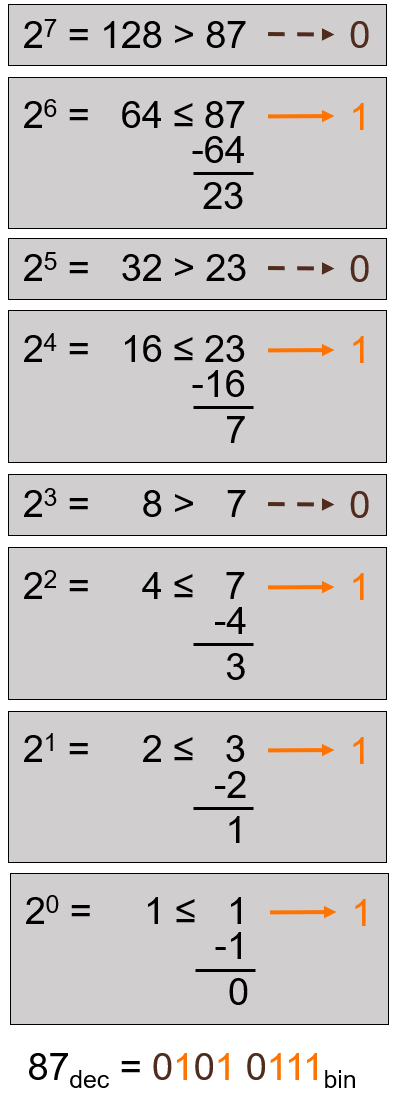 2⁷ = 128 > 87 0
2⁶ = 64 ≤ 87 1
-64
23
2⁵ = 32 > 23 0
2⁴ = 16 ≤ 23 1
-16
7
2³ = 8 > 7 0
2² = 4 ≤ 7 1
-4
3
2¹ = 2 ≤ 3 1
-2
1
2⁰ = 1 ≤ 1 1
-1
0
87dec = 0101 0111bin